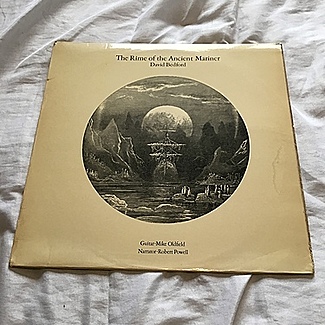 The Rime of the Ancient Mariner
David Bedford
Guitar-Mike Oldfield
Narrator-Robert Powell